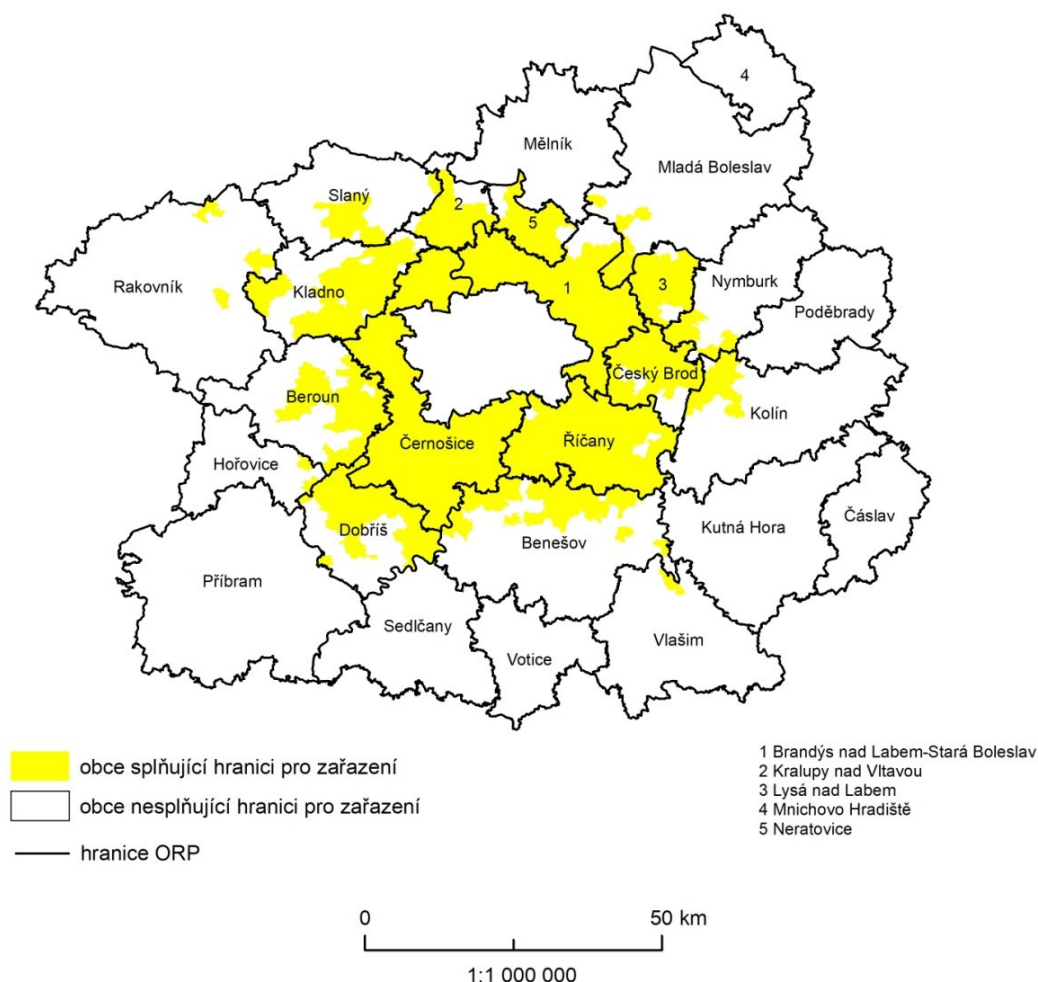 4
Mělník
Mladá Boleslav
Slaný
2
5
Rakovník
Kladno
1
3
Nymburk
Poděbrady
Beroun
Český Brod
Kolín
Černošice
Říčany
Hořovice
Dobříš
Benešov
Kutná Hora
Čáslav
Příbram
Sedlčany
Votice
Vlašim
obce splňující hranici pro zařazení
obce nesplňující hranici pro zařazení
hranice ORP
1 Brandýs nad Labem-Stará Boleslav
2 Kralupy nad Vltavou
3 Lysá nad Labem
4 Mnichovo Hradiště
5 Neratovice
0 50 km
1:1 000 000